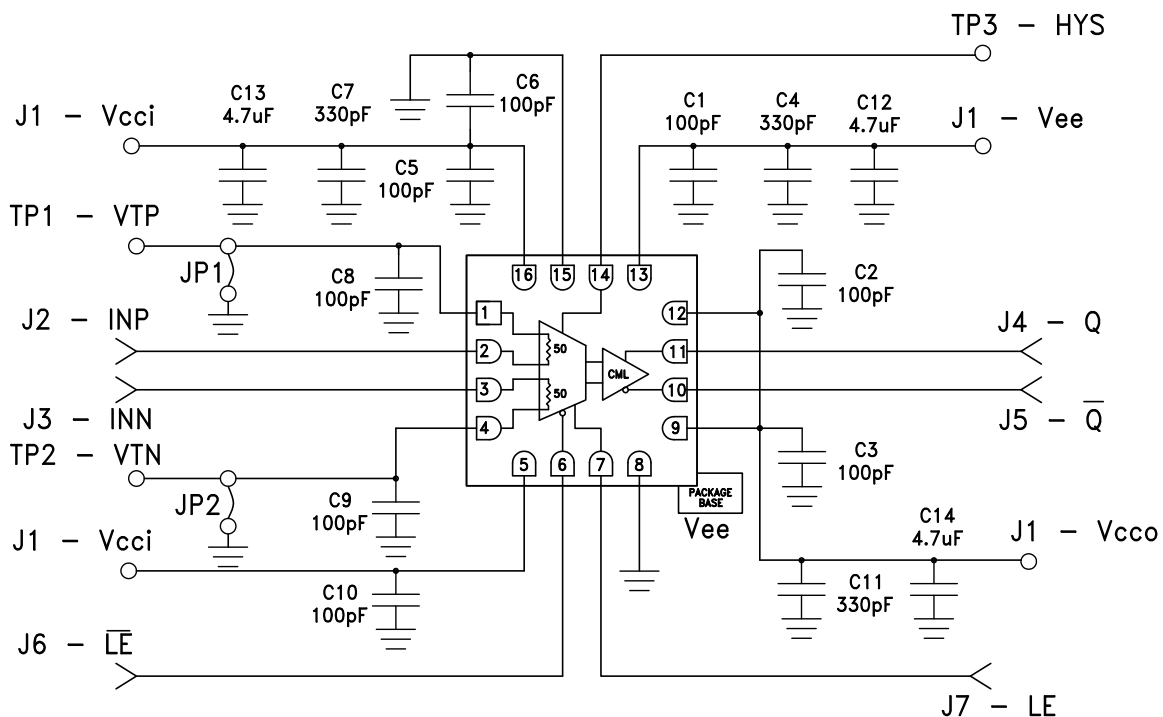 TP3 - HYS
C6
100pF
C13
4.7uF
C7
330pF
C1
100pF
C4
330pF
C12
4.7uF
J1 - Vcci
J1 - Vee
C5
100pF
TP1 - VTP
JP1
C8
100pF
16
15
14
13
C2
100pF
1
12
J2 - INP
J4 - Q
2
50
11
CML
3
50
10
J3 - INN
J5 - Q̅
4
9
TP2 - VTN
C3
100pF
5
6
7
8
JP2
C9
100pF
PACKAGE
BASE
Vee
C14
4.7uF
J1 - Vcci
J1 - Vcco
C10
100pF
C11
330pF
J6 - L̅E̅
J7 - LE